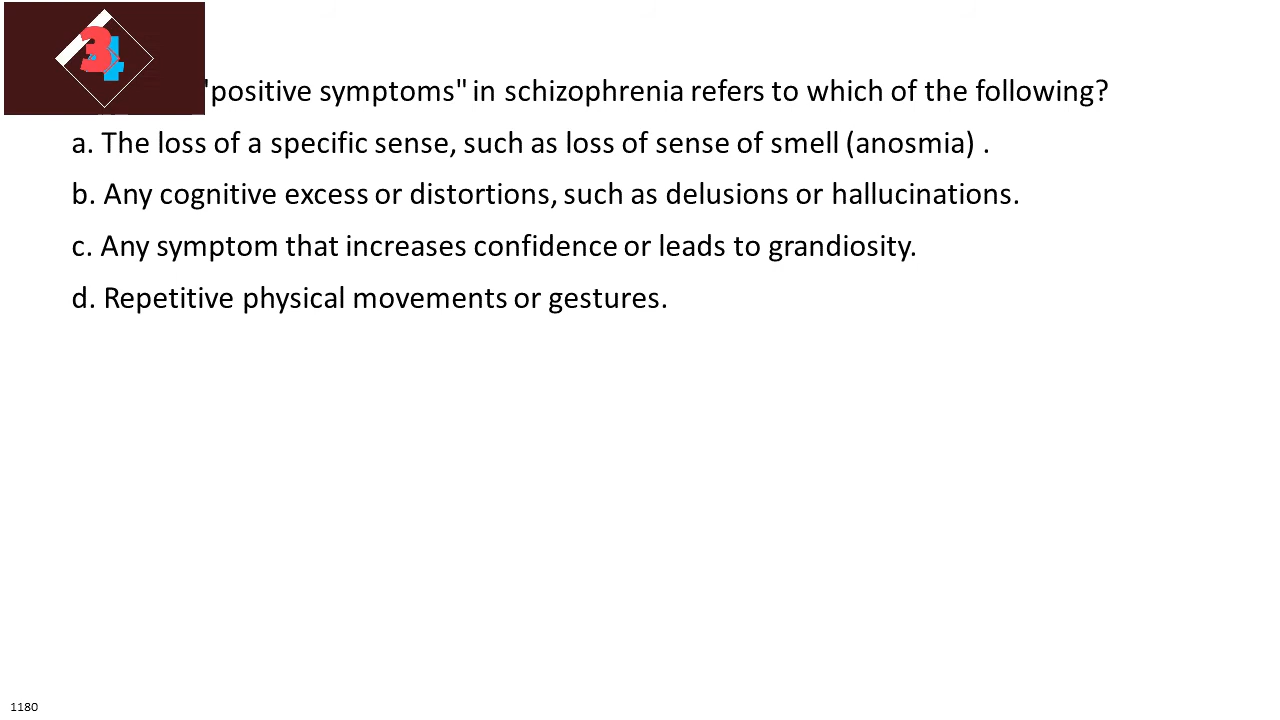 34
"positive symptoms" in schizophrenia refers to which of the following?
a. The loss of a specific sense, such as loss of sense of smell (anosmia) .
b. Any cognitive excess or distortions, such as delusions or hallucinations.
c. Any symptom that increases confidence or leads to grandiosity.
d. Repetitive physical movements or gestures.
1180